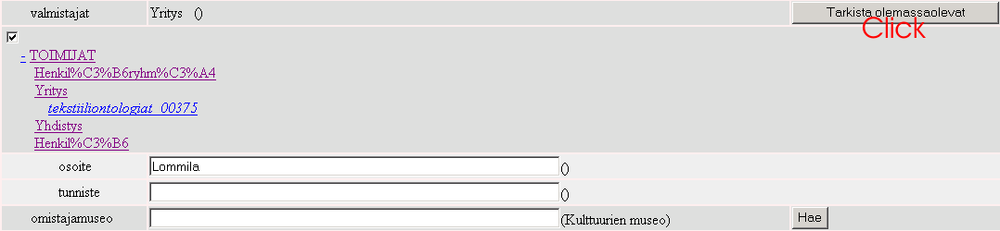 valmistajat Yritys () Tarkista olemassaolevat
Click
- TOIMIJAT
Henkil%C3%B6ryhm%C3%A4
Yritys
tekstiiliontologiat_00375
Yhdistys
Henkil%C3%B6
osoite Lommila ()
tunniste ()
omistajamuseo (Kulttuurien museo) Hae